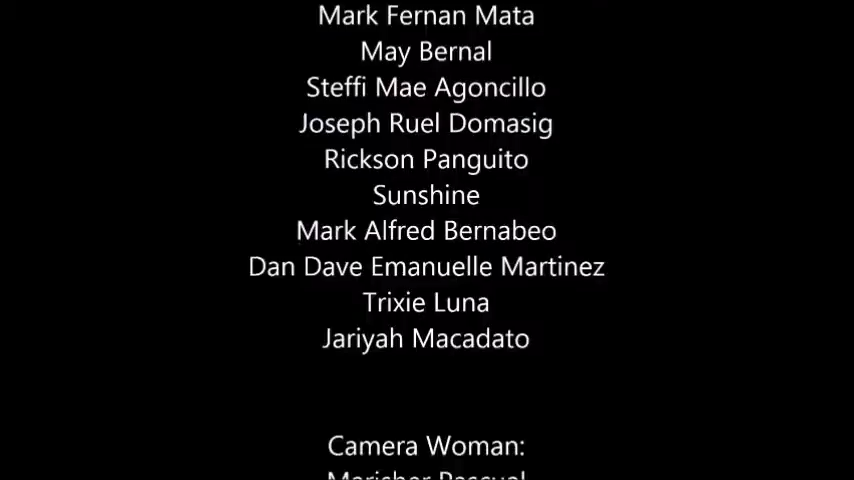 Mark Fernan Mata
May Bernal
Steffi Mae Agoncillo
Joseph Ruel Domasig
Rickson Panguito
Sunshine
Mark Alfred Bernabeo
Dan Dave Emanuelle Martinez
Trixie Luna
Jariyah Macadato
Camera Woman: